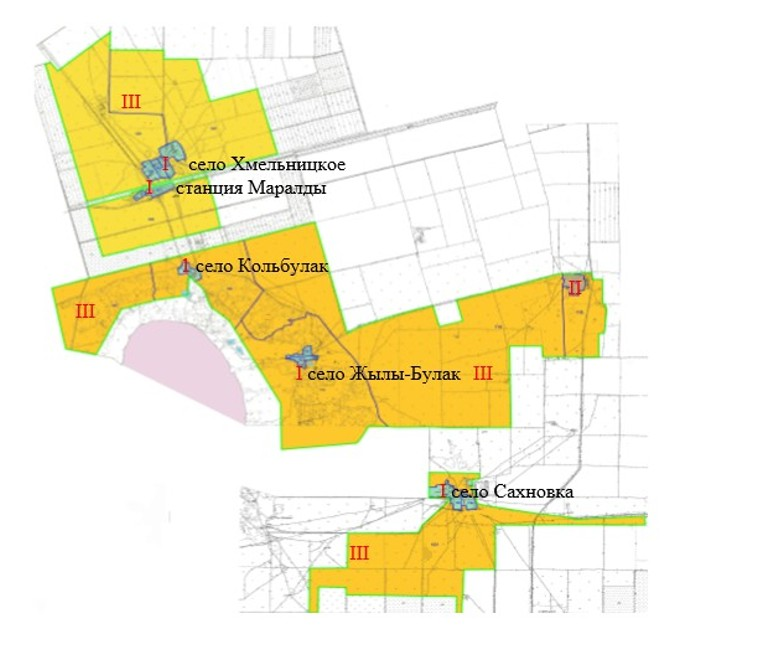 III
I село Хмельницкое
I станция Маралды
I село Кольбулак
II
III
I село Жылы-Булак III
I село Сахновка
III